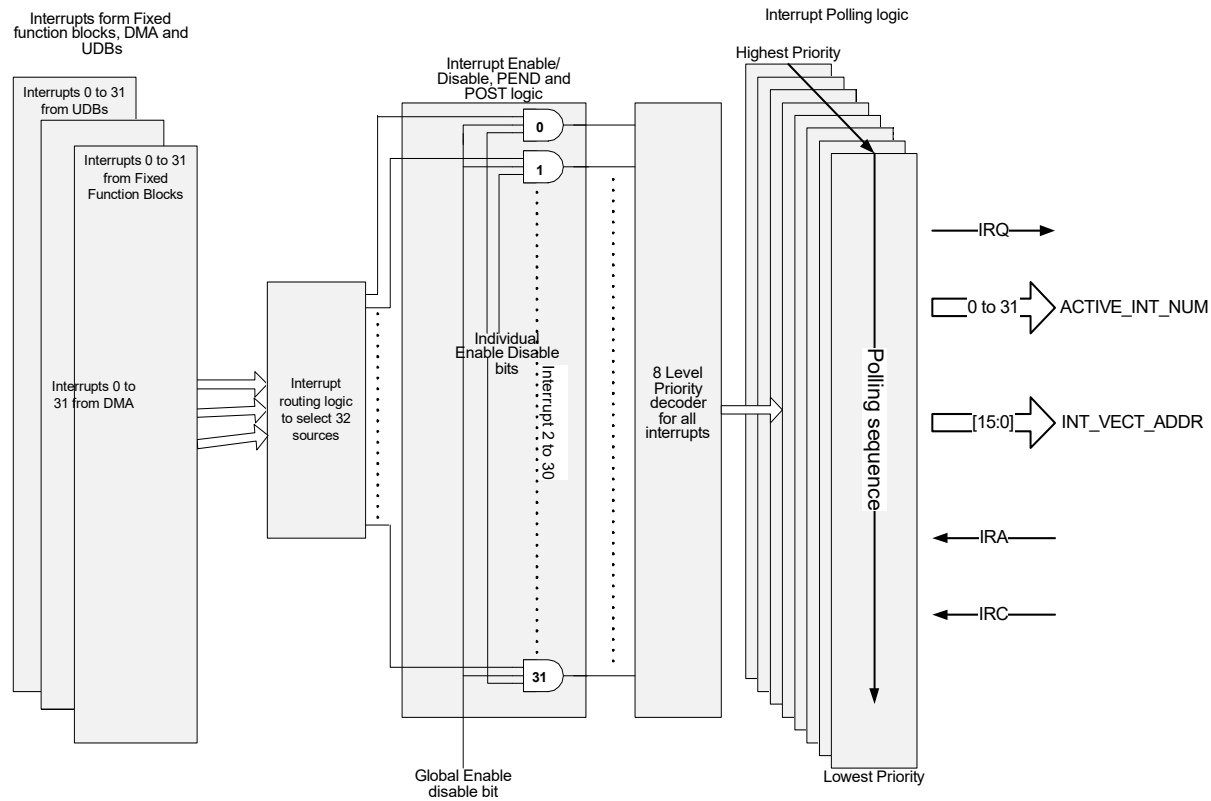 Interrupts form Fixed
function blocks, DMA and
UDBs
Interrupts 0 to 31
from UDBs
Interrupts 0 to 31
from Fixed
Function Blocks
Interrupts 0 to
31 from DMA
Interrupt
routing logic
to select 32
sources
Interrupt Enable/
Disable, PEND and
POST logic
0
1
Individual
Enable Disable
bits
Interrupt 2 to 30
31
Global Enable
disable bit
8 Level
Priority
decoder
for all
interrupts
Interrupt Polling logic
Highest Priority
Polling sequence
Lowest Priority
IRQ
0 to 31
ACTIVE_INT_NUM
[15:0]
INT_VECT_ADDR
IRA
IRC